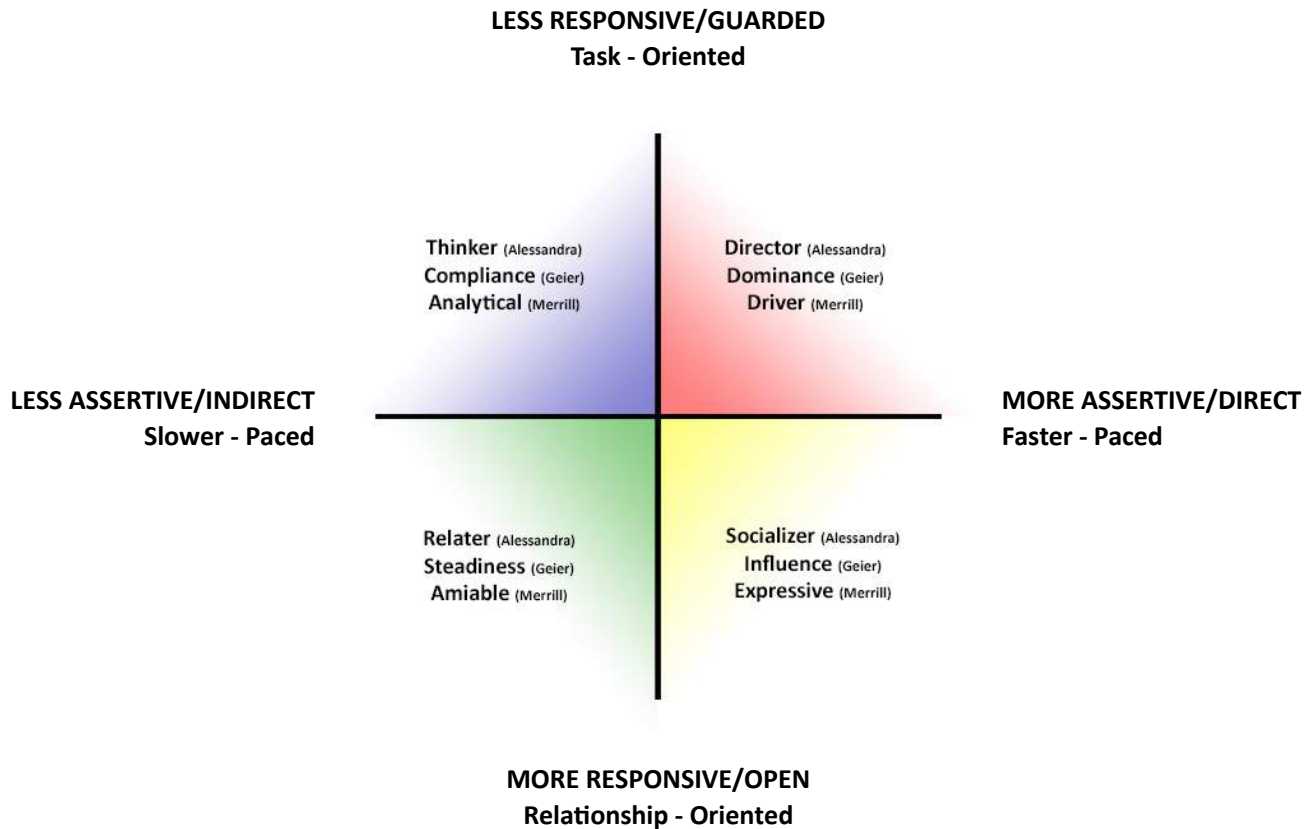 LESS RESPONSIVE/GUARDED
Task - Oriented
Thinker (Alessandra)
Compliance (Geier)
Analytical (Merrill)
Director (Alessandra)
Dominance (Geier)
Driver (Merrill)
LESS ASSERTIVE/INDIRECT
Slower - Paced
MORE ASSERTIVE/DIRECT
Faster - Paced
Relater (Alessandra)
Steadiness (Geier)
Amiable (Merrill)
Socializer (Alessandra)
Influence (Geier)
Expressive (Merrill)
MORE RESPONSIVE/OPEN
Relationship - Oriented